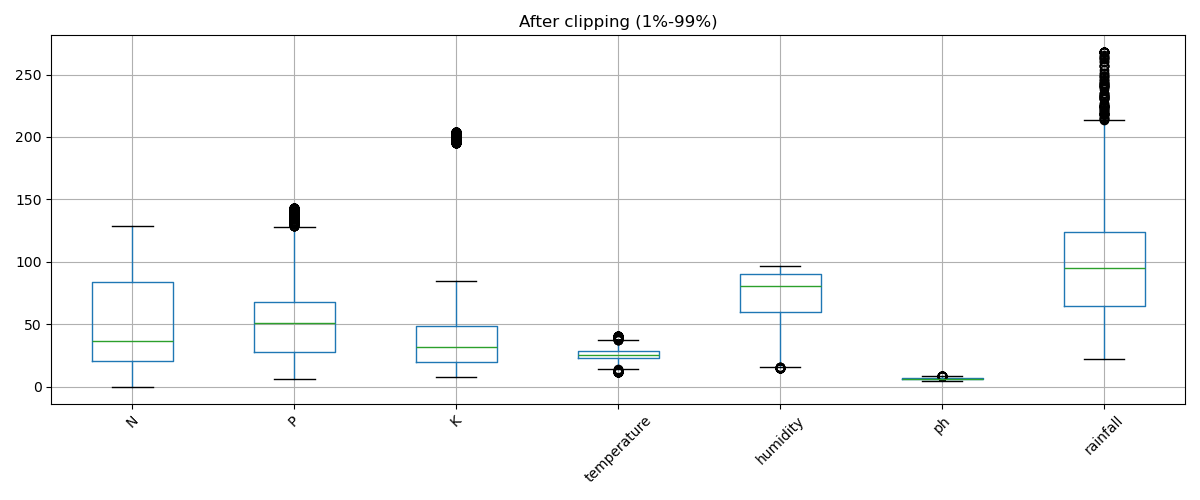 After clipping (1%-99%)
250
200
150
100
50
0
N
P
K
temperature
humidity
ph
rainfall